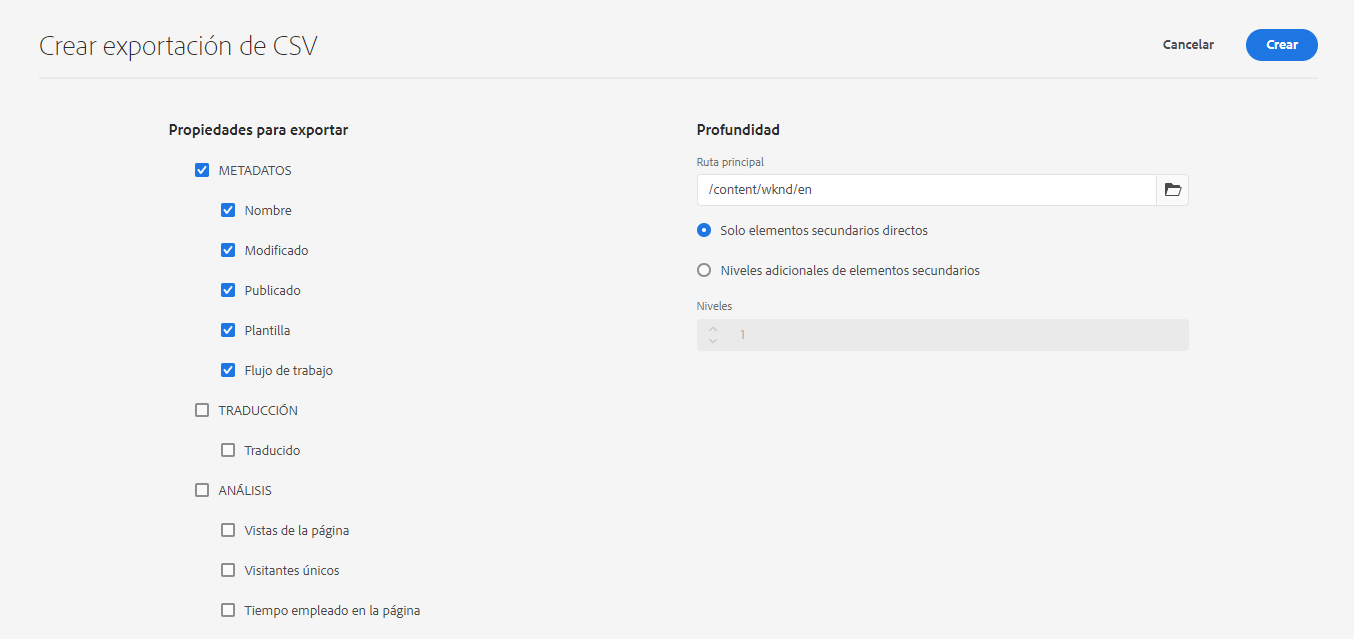 Crear exportación de CSV
Cancelar
Crear
Propiedades para exportar
METADATOS
Nombre
Modificado
Publicado
Plantilla
Flujo de trabajo
TRADUCCIÓN
Traducido
ANÁLISIS
Vistas de la página
Visitantes únicos
Tiempo empleado en la página
Profundidad
Ruta principal
/content/wknd/en
Solo elementos secundarios directos
Niveles adicionales de elementos secundarios
Niveles
1